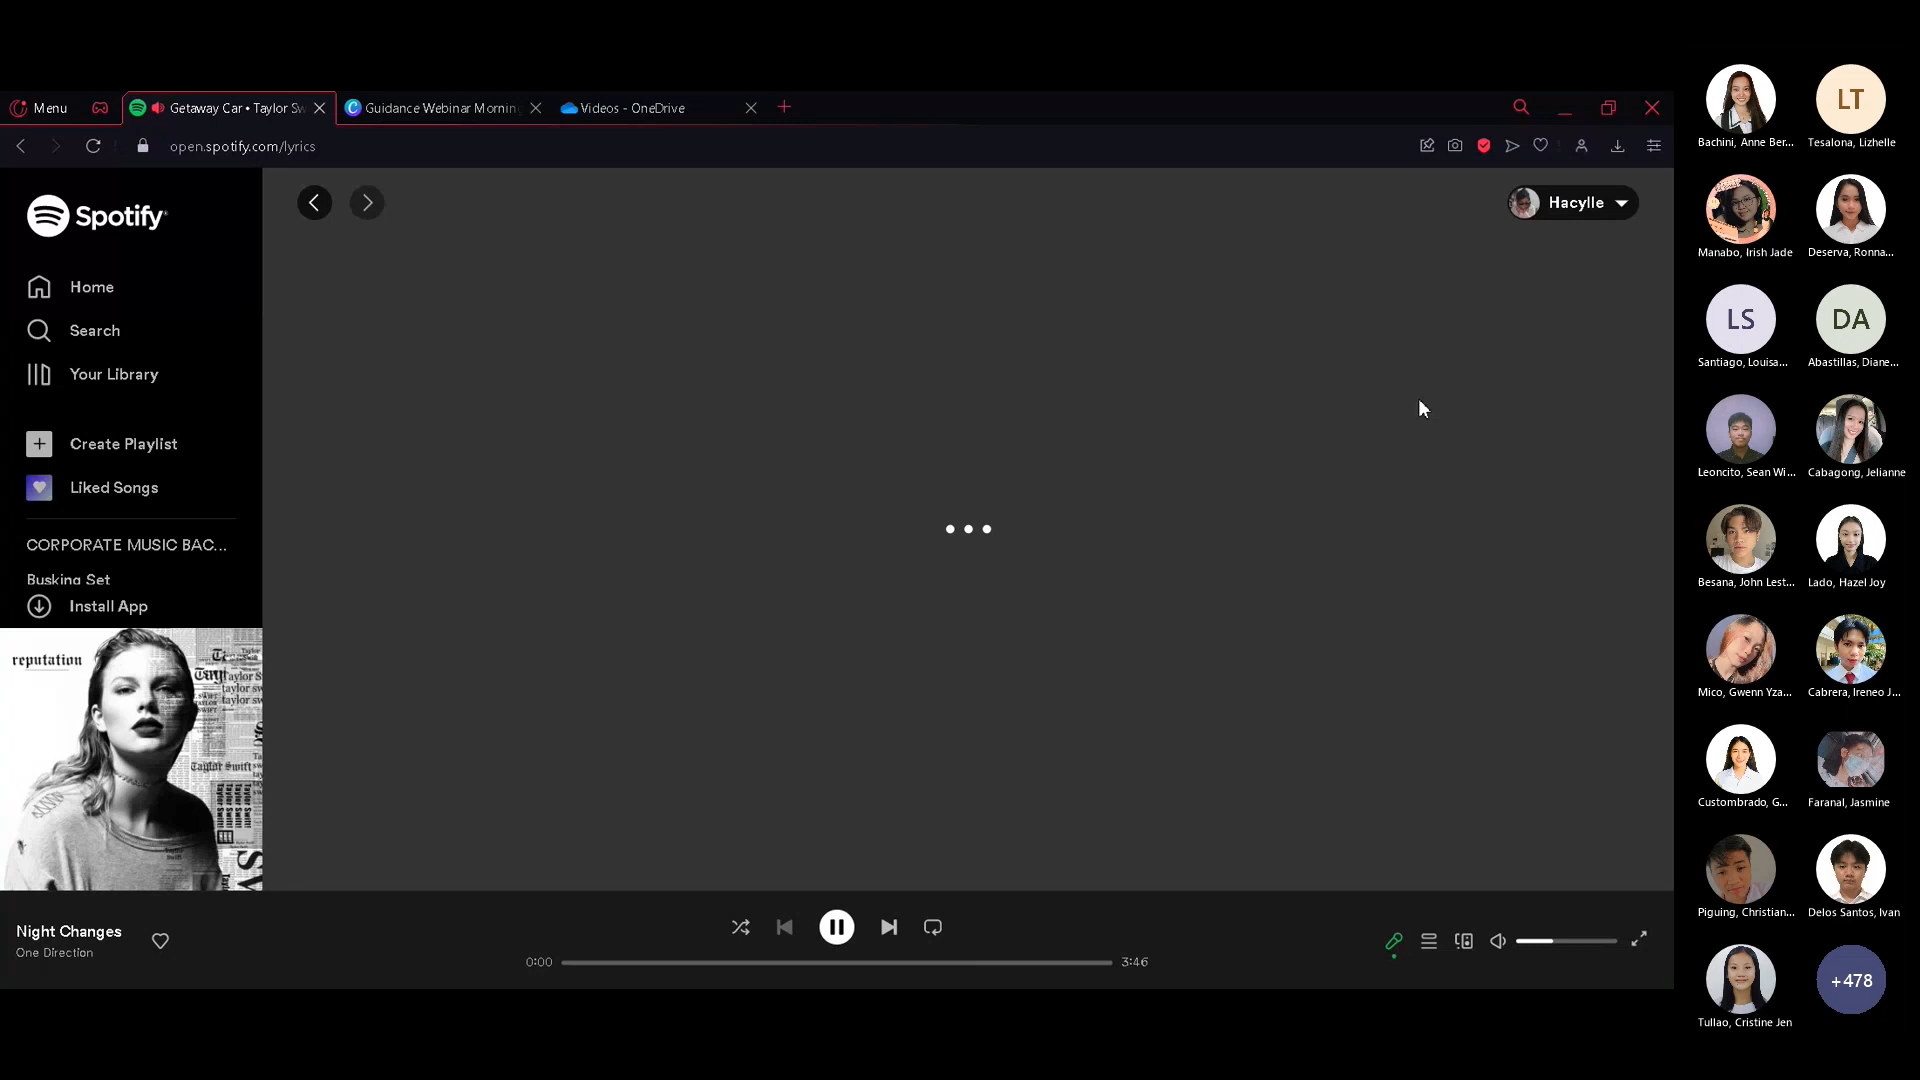 Menu
Getaway Car • Taylor Sw
Guidance Webinar Mornin
Videos - OneDrive
open.spotify.com/lyrics
Spotify
Hacylle
Home
Search
Your Library
Create Playlist
Liked Songs
CORPORATE MUSIC BAC...
Busking Set
Install App
reputation
Taylor Swift
Night Changes
One Direction
0:00
3:46
Bachini, Anne Ber...
LT
Tesalona, Lizhelle
Manabo, Irish Jade
Deserva, Ronna...
LS
Santiago, Louisa...
DA
Abastillas, Diane...
Leoncito, Sean Wi...
Cabagong, Jelianne
Besana, John Lest...
Lado, Hazel Joy
Mico, Gwenn Yza...
Cabrera, Ireneo J...
Custombrado, G...
Faranal, Jasmine
Piguing, Christian...
Delos Santos, Ivan
Tullao, Cristine Jen
+478